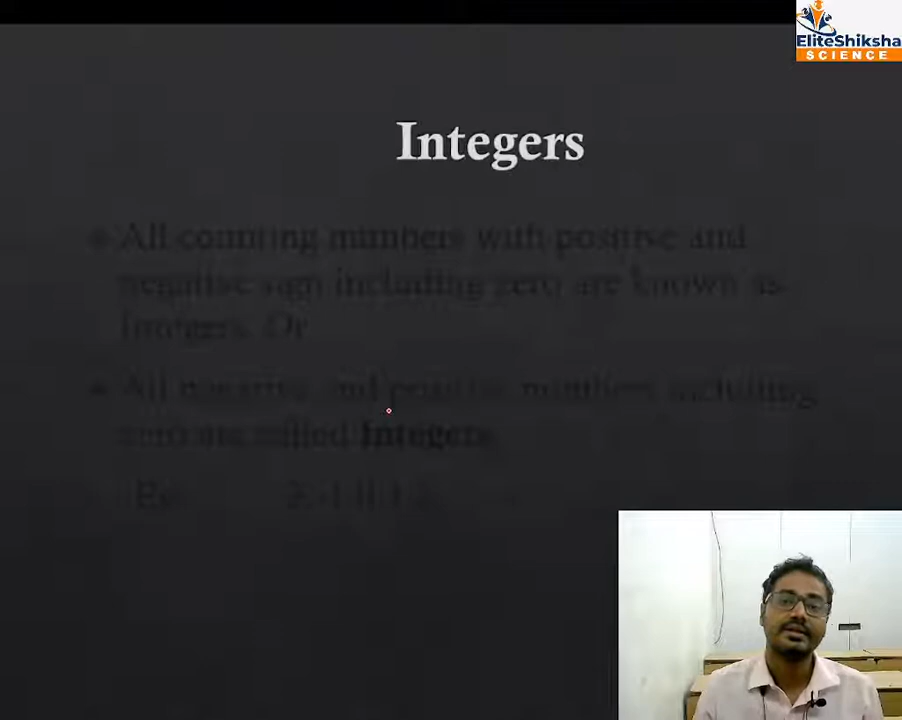 EliteShiksha
SCIENCE
Integers
All counting numbers with positive and
negative sign including zero are known as
Integers. Or
All negative and positive numbers including
zero are called Integers
Ex: